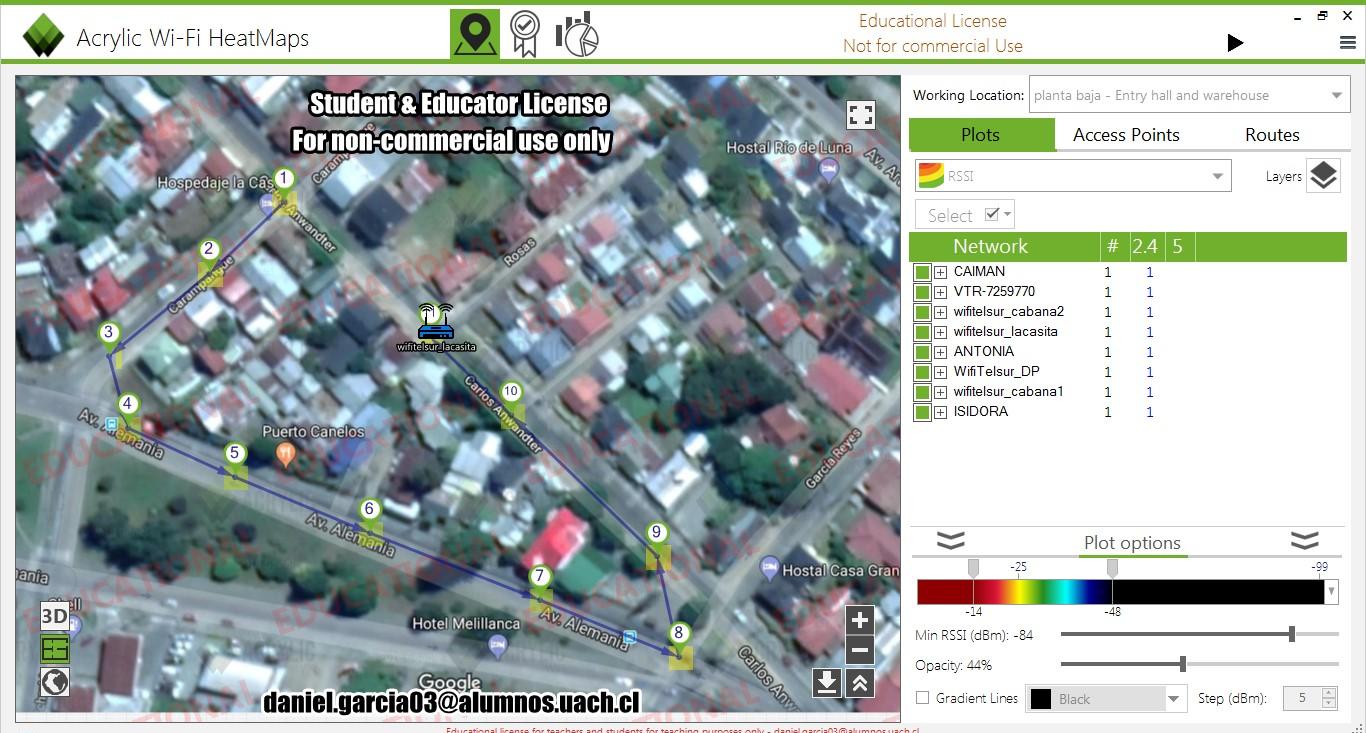 Acrylic Wi-Fi HeatMaps
Educational License
Not for commercial Use
Student & Educator License
For non-commercial use only
Working Location: planta baja - Entry hall and warehouse
Plots Access Points Routes
RSSI Layers
Select
Network # 2.4 5
CAIMAN 1 1
VTR-7259770 1 1
wifitelsur_cabana2 1 1
wifitelsur_lacasita 1 1
ANTONIA 1 1
WifiTelsur_DP 1 1
wifitelsur_cabana1 1 1
ISIDORA 1 1
Plot options
-25 -99
-14 -48
Min RSSI (dBm): -84
Opacity: 44%
Gradient Lines Black Step (dBm): 5
Hostal Río de Luna
Hospedaje la Cas
1
Anwandter
2
Rosas
Carampangue
3
wifitelsur_lacasita
4
10
Carlos Anwandter
Av. Alemania
Puerto Canelos
5
García Reyes
6
Av. Alemania
9
7
Hostal Casa Gran
Av. Alemania
3D
Hotel Melillanca
8
Carlos Anw
Google
daniel.garcia03@alumnos.uach.cl
EDUCATIONAL
Educational license for teachers and students for teaching purposes only - daniel.garcia03@alumnos.uach.cl